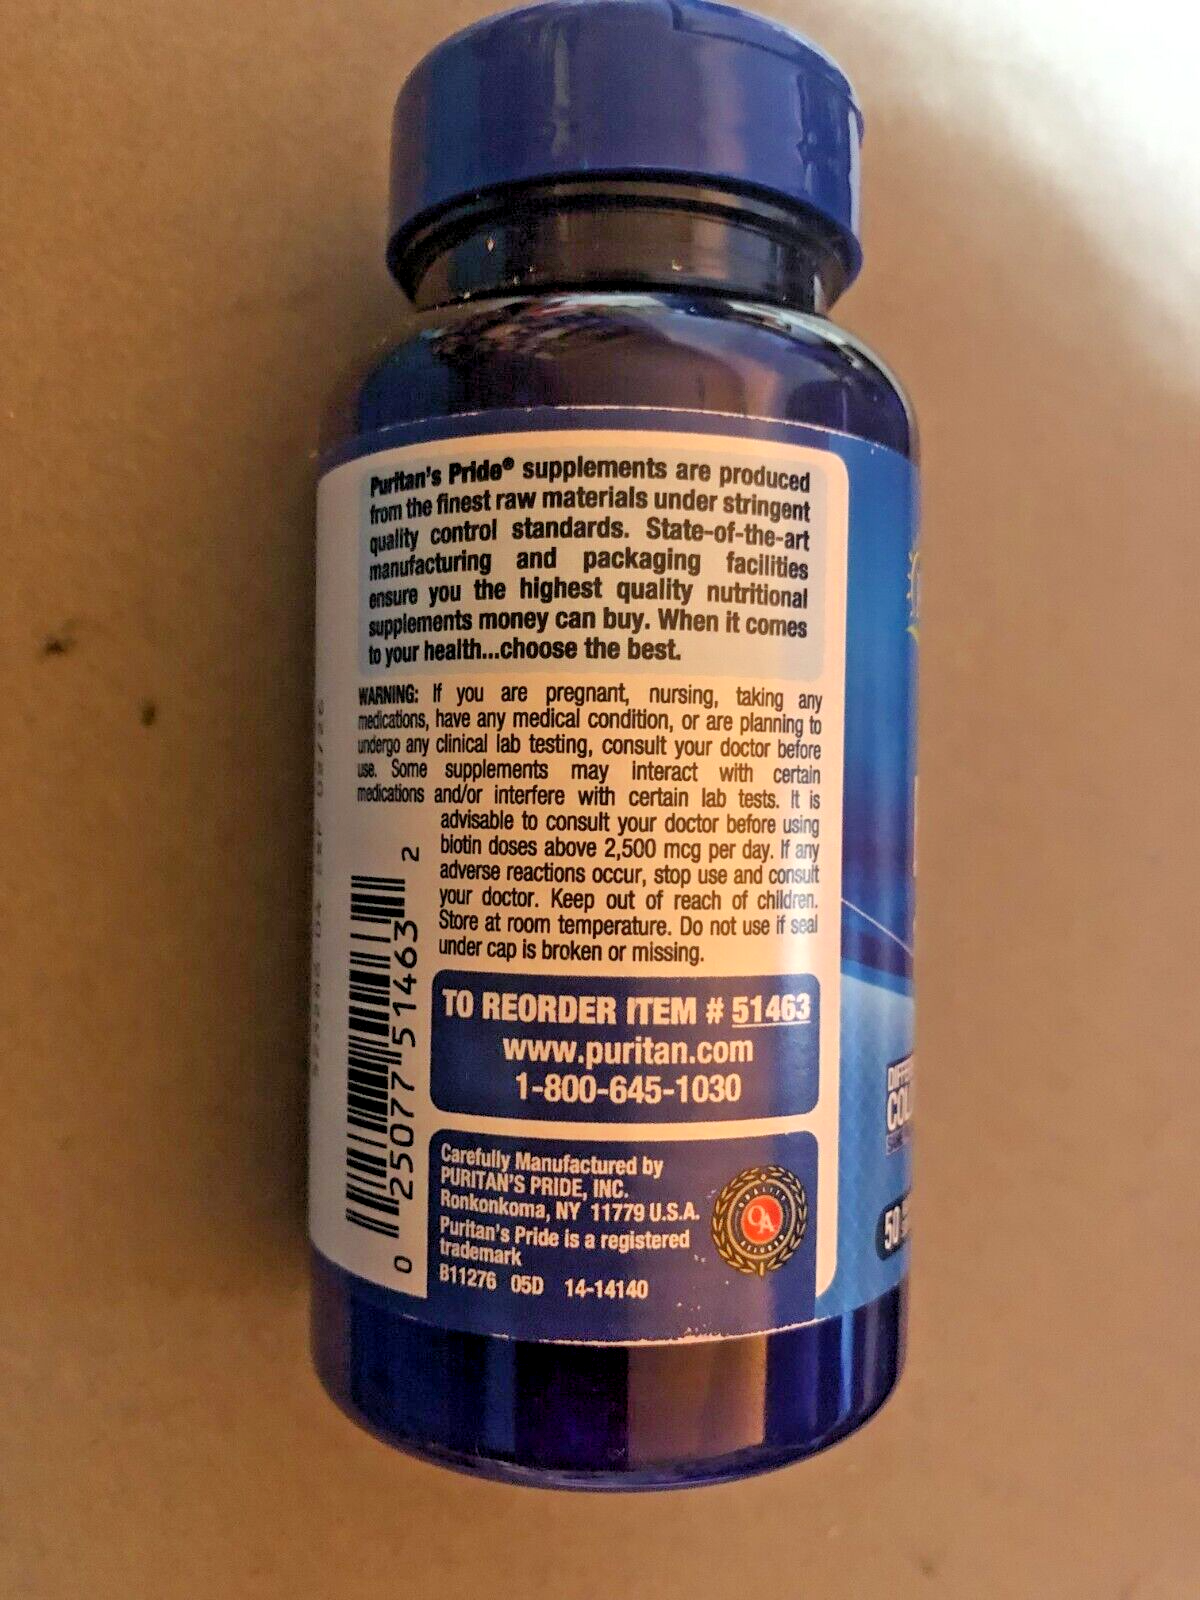 Puritan's Pride® supplements are produced
from the finest raw materials under stringent
quality control standards. State-of-the-art
manufacturing and packaging facilities
ensure you the highest quality nutritional
supplements money can buy. When it comes
to your health...choose the best.
WARNING: If you are pregnant, nursing, taking any
medications, have any medical condition, or are planning to
undergo any clinical lab testing, consult your doctor before
use. Some supplements may interact with certain
medications and/or interfere with certain lab tests. It is
advisable to consult your doctor before using
biotin doses above 2,500 mcg per day. If any
adverse reactions occur, stop use and consult
your doctor. Keep out of reach of children.
Store at room temperature. Do not use if seal
under cap is broken or missing.
0 25077 51463 2
TO REORDER ITEM # 51463
www.puritan.com
1-800-645-1030
Carefully Manufactured by
PURITAN'S PRIDE, INC.
Ronkonkoma, NY 11779 U.S.A.
Puritan's Pride is a registered
trademark
B11276 05D 14-14140
QUALITY
QA
ASSURED
50